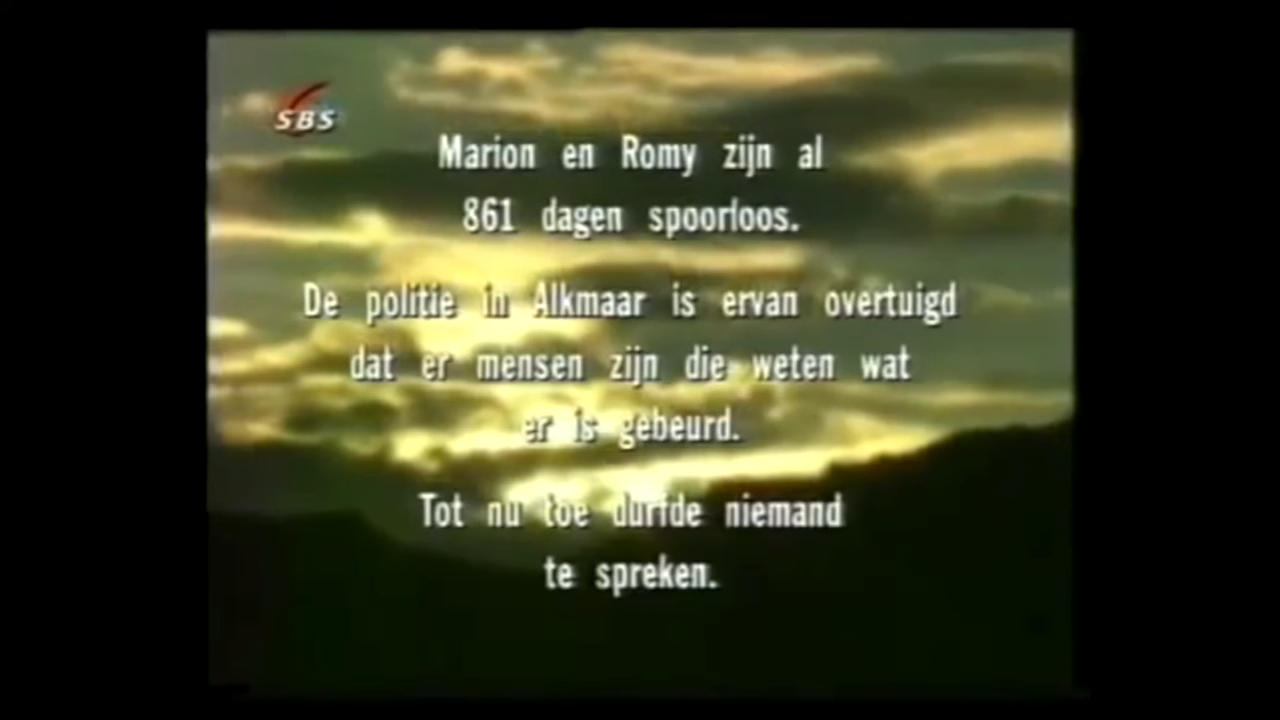 SBS
Marion en Romy zijn al
861 dagen spoorloos.
De politie in Alkmaar is ervan overtuigd
dat er mensen zijn die weten wat
er is gebeurd.
Tot nu toe durfde niemand
te spreken.